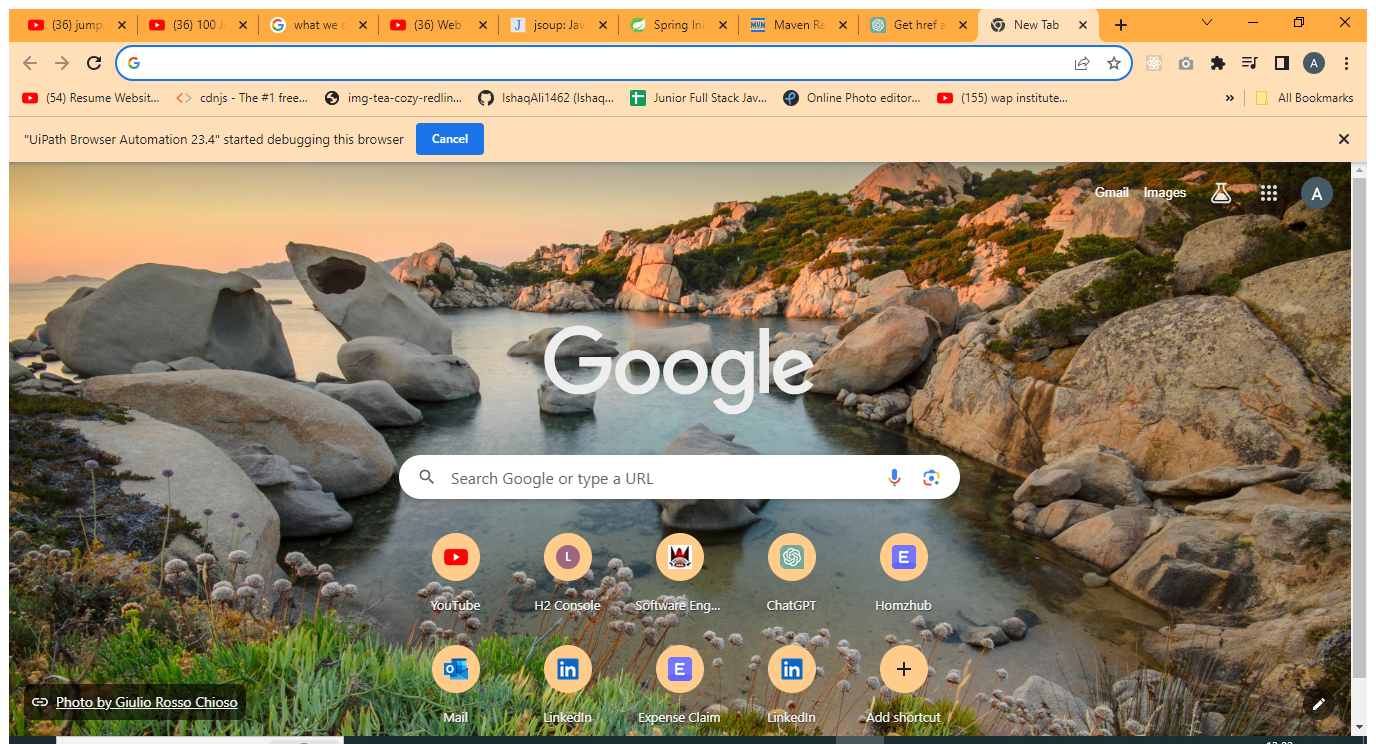 (36) jump
(36) 100 J
what we c
(36) Web
jsoup: Jav
Spring Ini
Maven Re
Get href a
New Tab
A
(54) Resume Websit...
cdnjs - The #1 free...
img-tea-cozy-redlin...
IshaqAli1462 (Ishaq...
Junior Full Stack Jav...
Online Photo editor...
(155) wap institute...
»
All Bookmarks
"UiPath Browser Automation 23.4" started debugging this browser
Cancel
Gmail
Images
A
Google
Search Google or type a URL
L
E
YouTube
H2 Console
Software Eng...
ChatGPT
Homzhub
in
E
in
Mail
LinkedIn
Expense Claim
LinkedIn
Add shortcut
Photo by Giulio Rosso Chioso